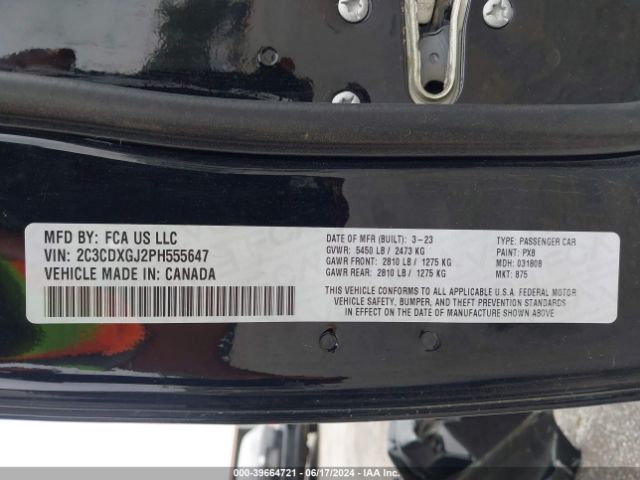 MFD BY: FCA US LLC
VIN: 2C3CDXGJ2PH555647
VEHICLE MADE IN: CANADA
DATE OF MFR (BUILT): 3-23
GVWR: 5450 LB / 2473 KG
GAWR FRONT: 2810 LB / 1275 KG
GAWR REAR: 2810 LB / 1275 KG
TYPE: PASSENGER CAR
PAINT: PX8
MDH: 031808
MKT: 875
THIS VEHICLE CONFORMS TO ALL APPLICABLE U.S.A. FEDERAL MOTOR
VEHICLE SAFETY, BUMPER, AND THEFT PREVENTION STANDARDS
IN EFFECT ON THE DATE OF MANUFACTURE SHOWN ABOVE
000-39664721 - 06/17/2024 - IAA Inc.